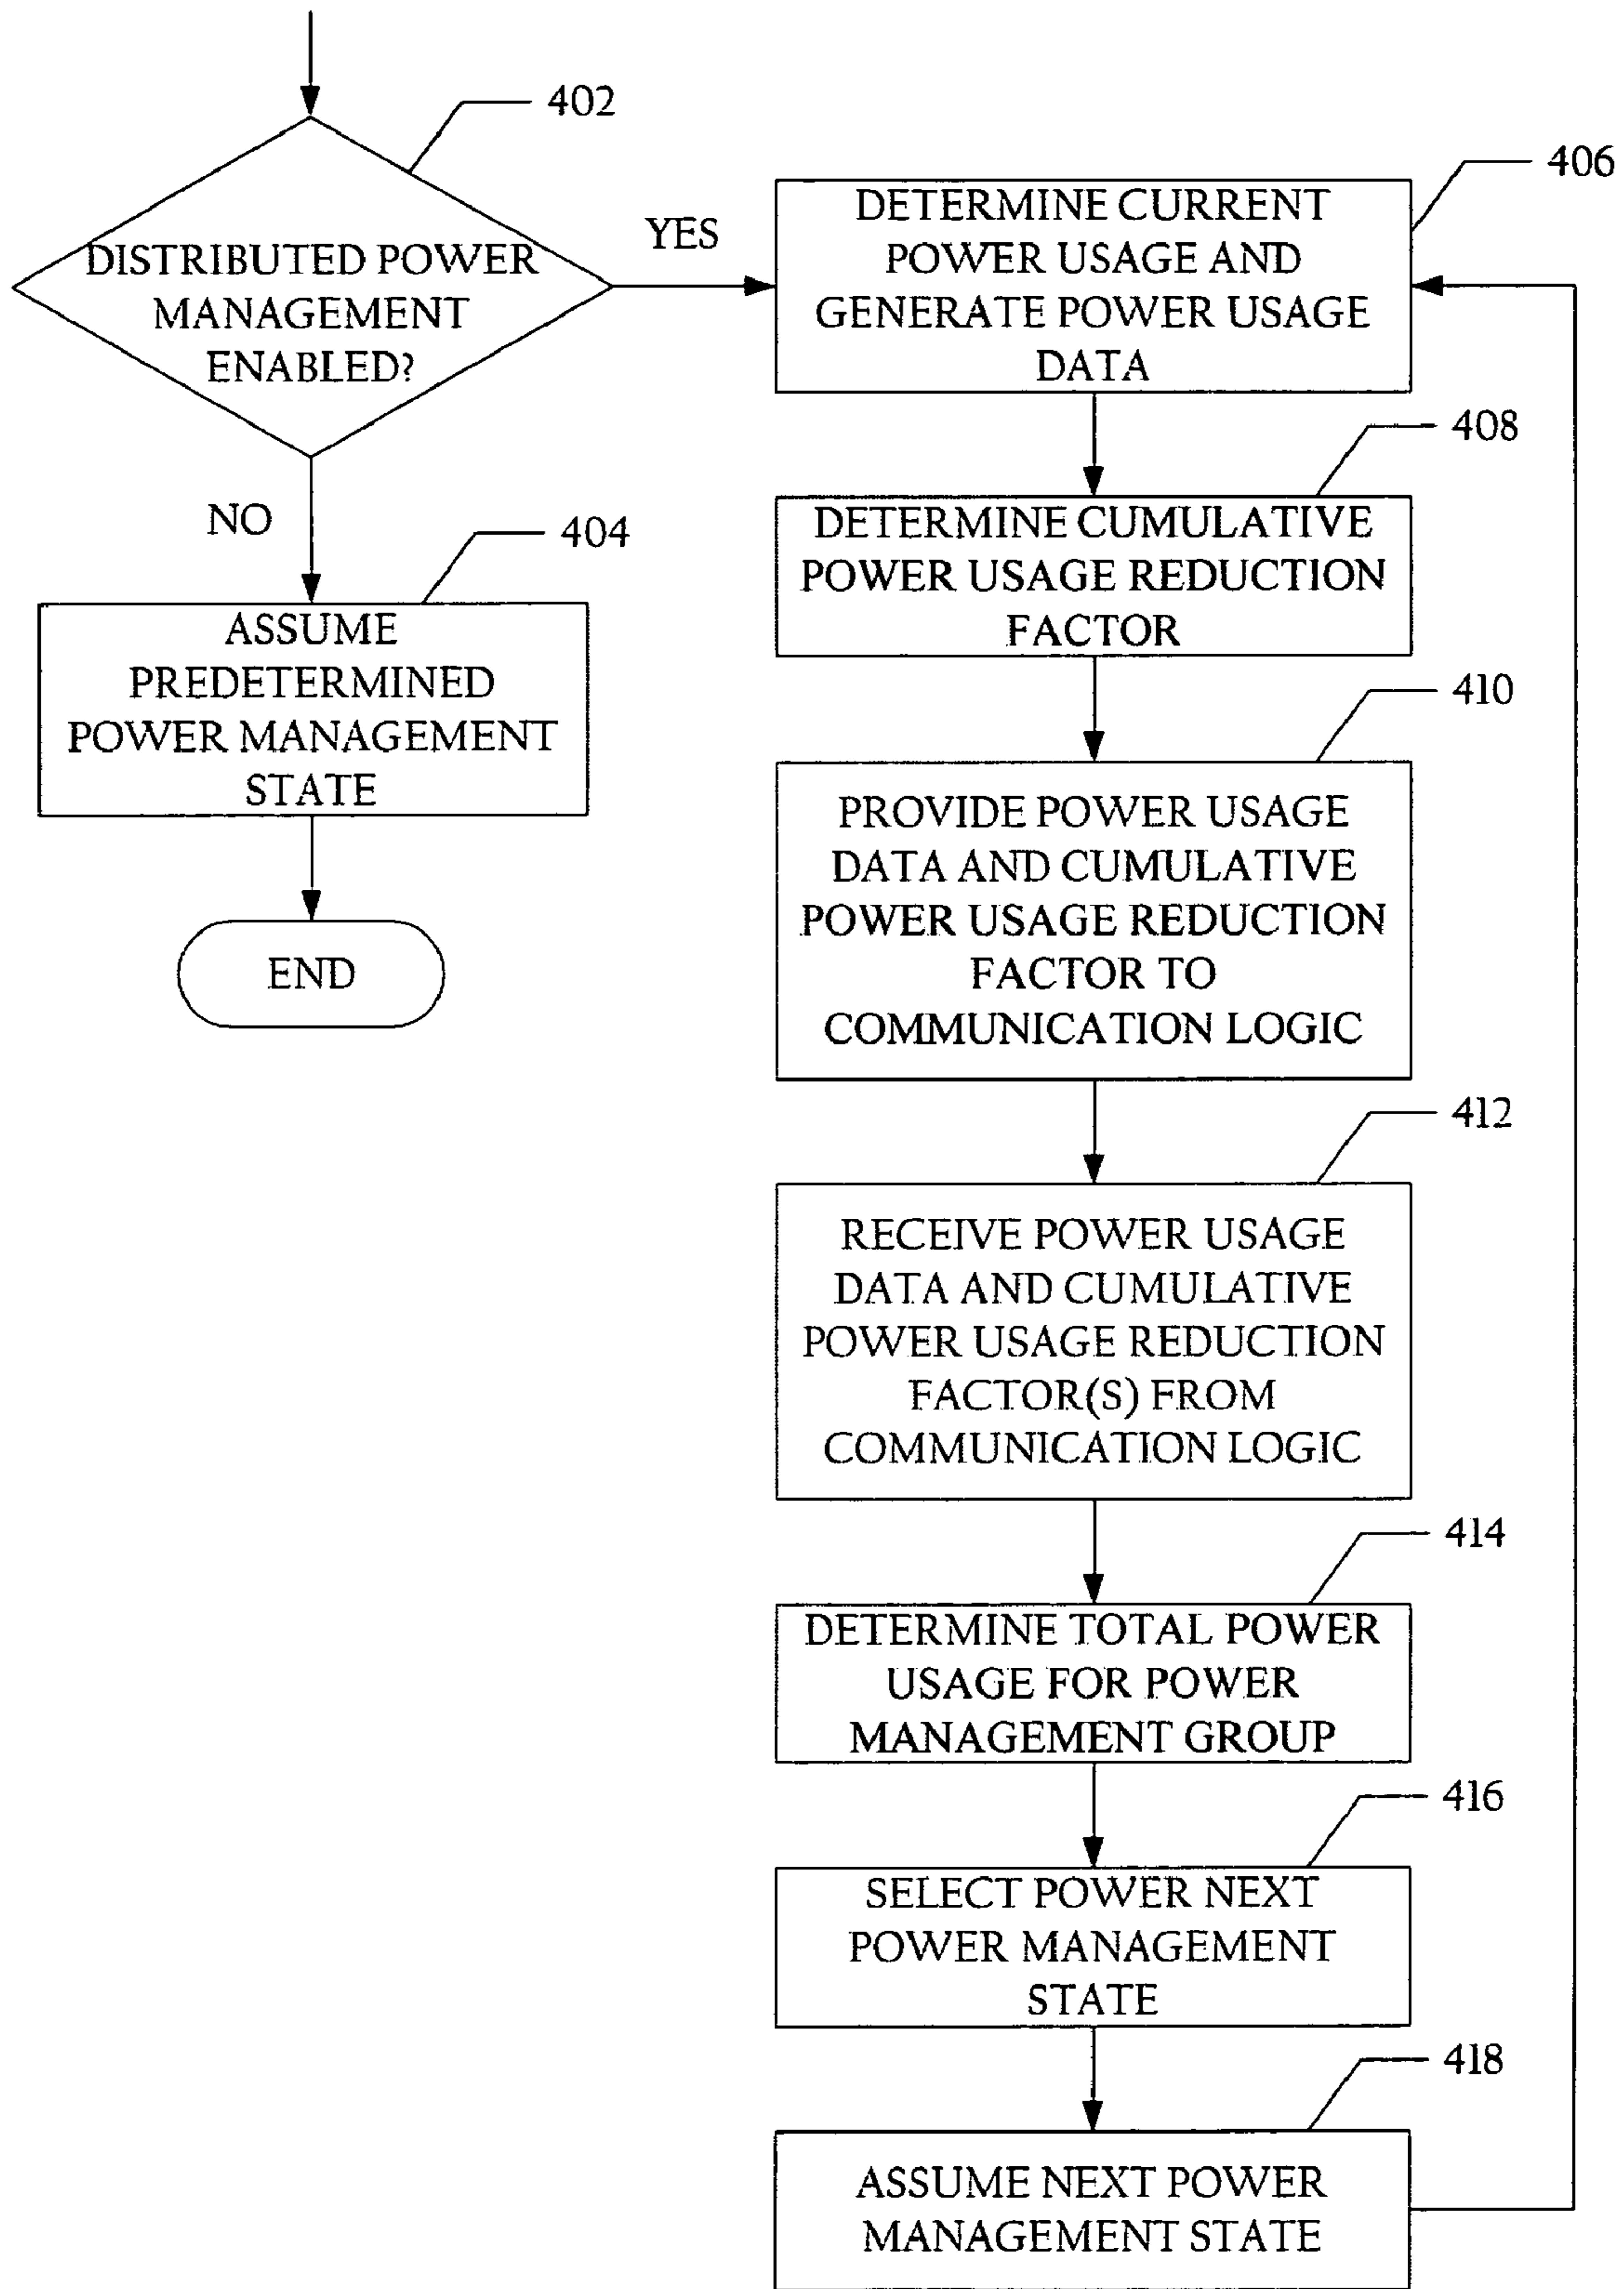 402
DISTRIBUTED POWER
MANAGEMENT
ENABLED?
YES
NO
404
ASSUME
PREDETERMINED
POWER MANAGEMENT
STATE
END
406
DETERMINE CURRENT
POWER USAGE AND
GENERATE POWER USAGE
DATA
408
DETERMINE CUMULATIVE
POWER USAGE REDUCTION
FACTOR
410
PROVIDE POWER USAGE
DATA AND CUMULATIVE
POWER USAGE REDUCTION
FACTOR TO
COMMUNICATION LOGIC
412
RECEIVE POWER USAGE
DATA AND CUMULATIVE
POWER USAGE REDUCTION
FACTOR(S) FROM
COMMUNICATION LOGIC
414
DETERMINE TOTAL POWER
USAGE FOR POWER
MANAGEMENT GROUP
416
SELECT POWER NEXT
POWER MANAGEMENT
STATE
418
ASSUME NEXT POWER
MANAGEMENT STATE